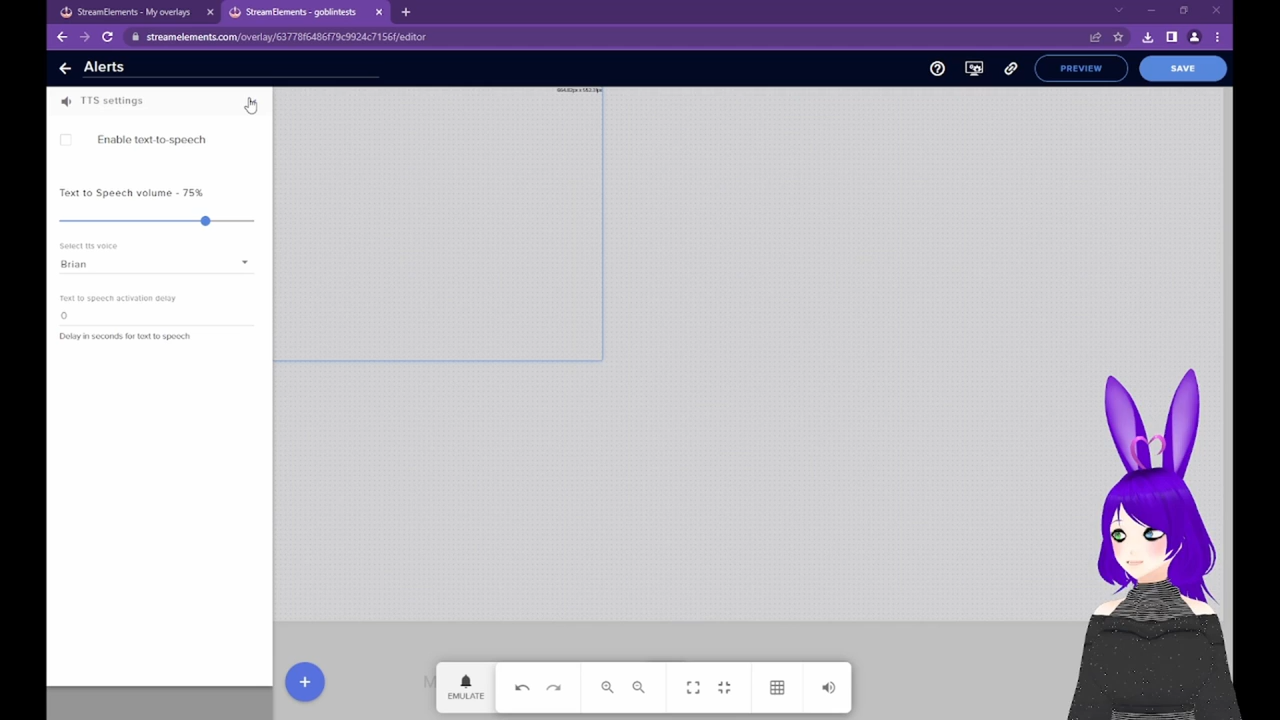 StreamElements - My overlays
StreamElements - goblintests
streamelements.com/overlay/63778f6486f79c9924c7156f/editor
Alerts
PREVIEW
SAVE
TTS settings
Enable text-to-speech
Text to Speech volume - 75%
Select tts voice
Brian
Text to speech activation delay
0
Delay in seconds for text to speech
M
EMULATE